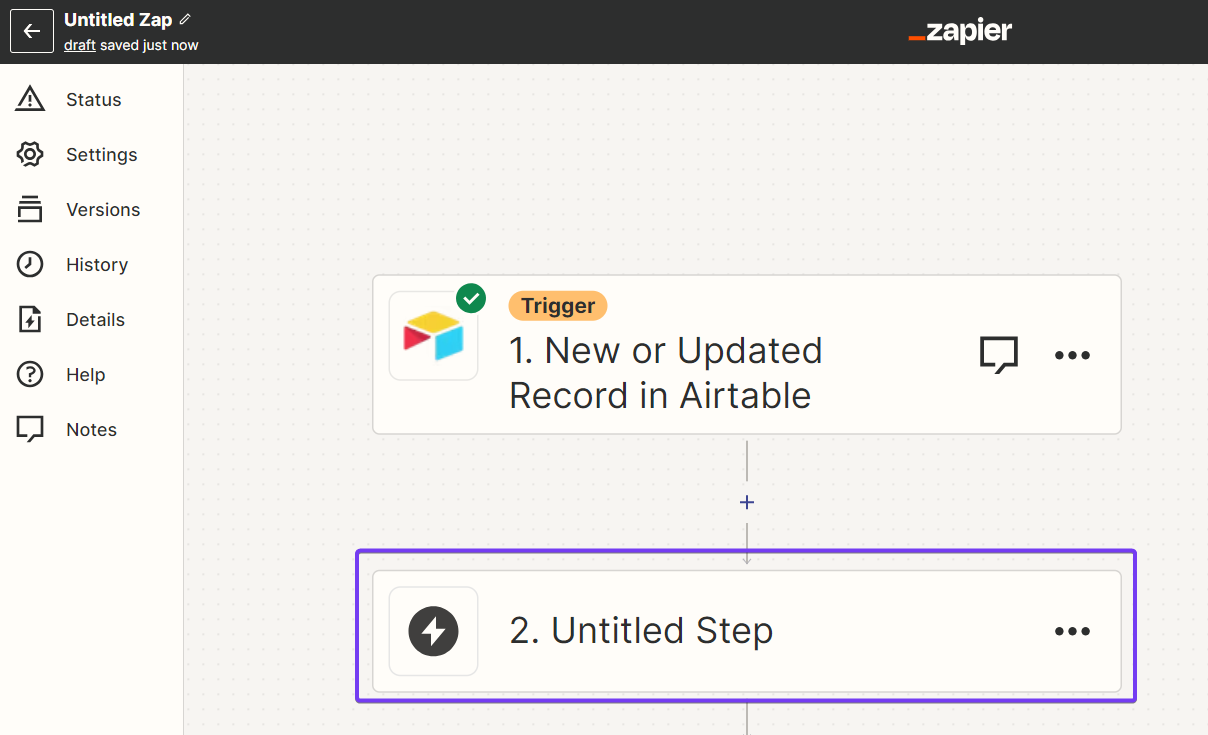 Untitled Zap
draft saved just now
_zapier
Status
Settings
Versions
History
Details
Help
Notes
Trigger
1. New or Updated
Record in Airtable
2. Untitled Step